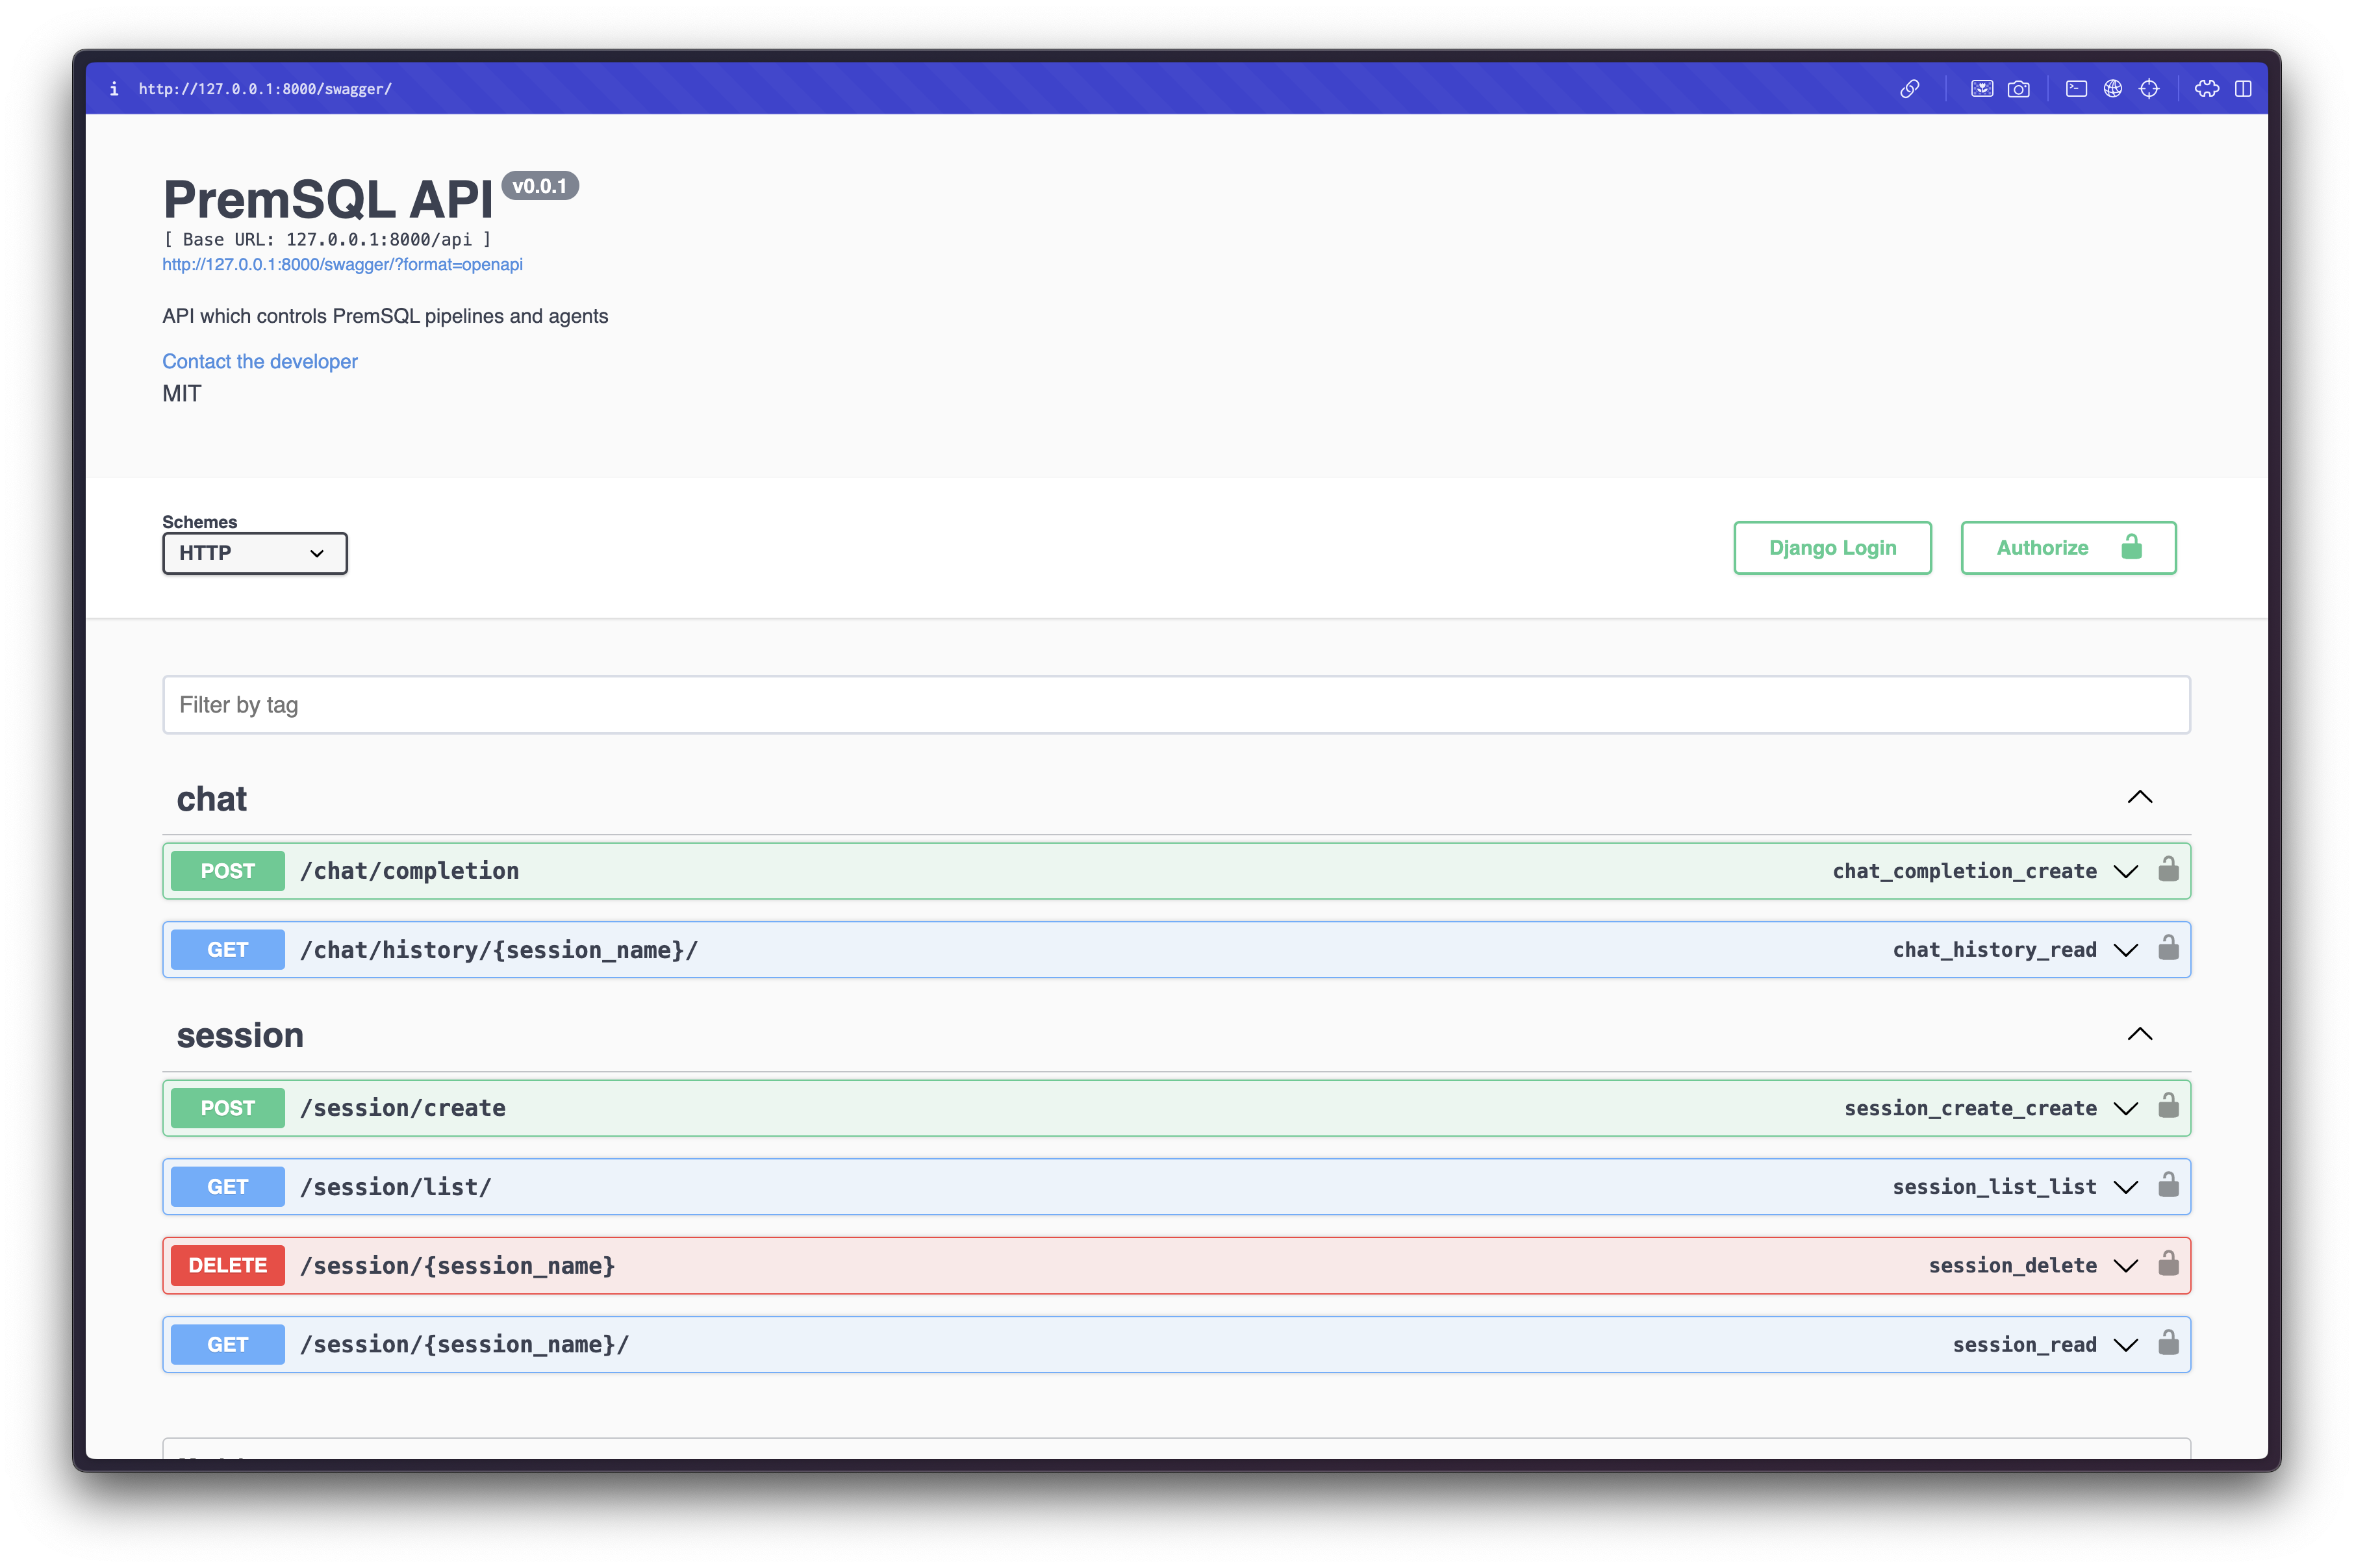 http://127.0.0.1:8000/swagger/
PremSQL API v0.0.1
[ Base URL: 127.0.0.1:8000/api ]
http://127.0.0.1:8000/swagger/?format=openapi
API which controls PremSQL pipelines and agents
Contact the developer
MIT
Schemes
HTTP
Django Login
Authorize
Filter by tag
chat
POST /chat/completion chat_completion_create
GET /chat/history/{session_name}/ chat_history_read
session
POST /session/create session_create_create
GET /session/list/ session_list_list
DELETE /session/{session_name} session_delete
GET /session/{session_name}/ session_read